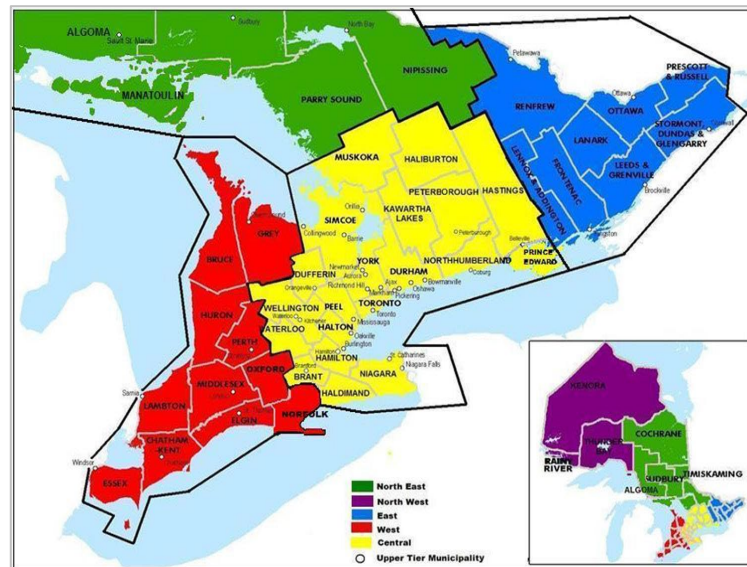 ALGOMA
Sault St. Marie
Sudbury
North Bay
MANATOULIN
NIPISSING
PARRY SOUND
Petawawa
RENFREW
Ottawa
OTTAWA
PRESCOTT
& RUSSELL
STORMONT,
DUNDAS &
GLENGARRY
LANARK
LEEDS &
GRENVILLE
Brockville
FRONTENAC
LENNOX & ADDINGTON
Kingston
MUSKOKA
HALIBURTON
PETERBOROUGH
HASTINGS
KAWARTHA
LAKES
Orillia
SIMCOE
Barrie
Collingwood
Peterborough
Belleville
PRINCE
EDWARD
NORTHHUMBERLAND
Coburg
YORK
Newmarket
Aurora
Richmond Hill
Markham
DURHAM
Ajax
Pickering
Oshawa
Bowmanville
DUFFERIN
Orangeville
TORONTO
Toronto
PEEL
Mississauga
WELLINGTON
Waterloo
Kitchener
WATERLOO
HALTON
Oakville
Burlington
Hamilton
HAMILTON
St. Catharines
Niagara Falls
NIAGARA
Brantford
BRANT
HALDIMAND
GREY
BRUCE
HURON
PERTH
OXFORD
MIDDLESEX
NORFOLK
ELGIN
Sarnia
LAMBTON
CHATHAM
-KENT
Windsor
ESSEX
North East
North West
East
West
Central
Upper Tier Municipality
KENORA
THUNDER
BAY
RAINY
RIVER
COCHRANE
TIMISKAMING
SUDBURY
ALGOMA